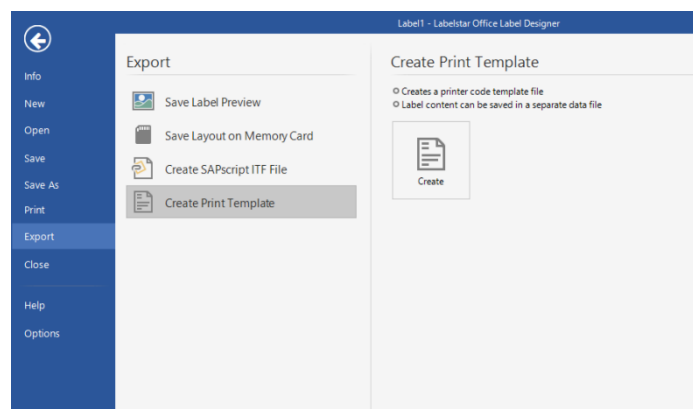 Label1 - Labelstar Office Label Designer
Info
New
Open
Save
Save As
Print
Export
Close
Help
Options
Export
Save Label Preview
Save Layout on Memory Card
Create SAPscript ITF File
Create Print Template
Create Print Template
Creates a printer code template file
Label content can be saved in a separate data file
Create